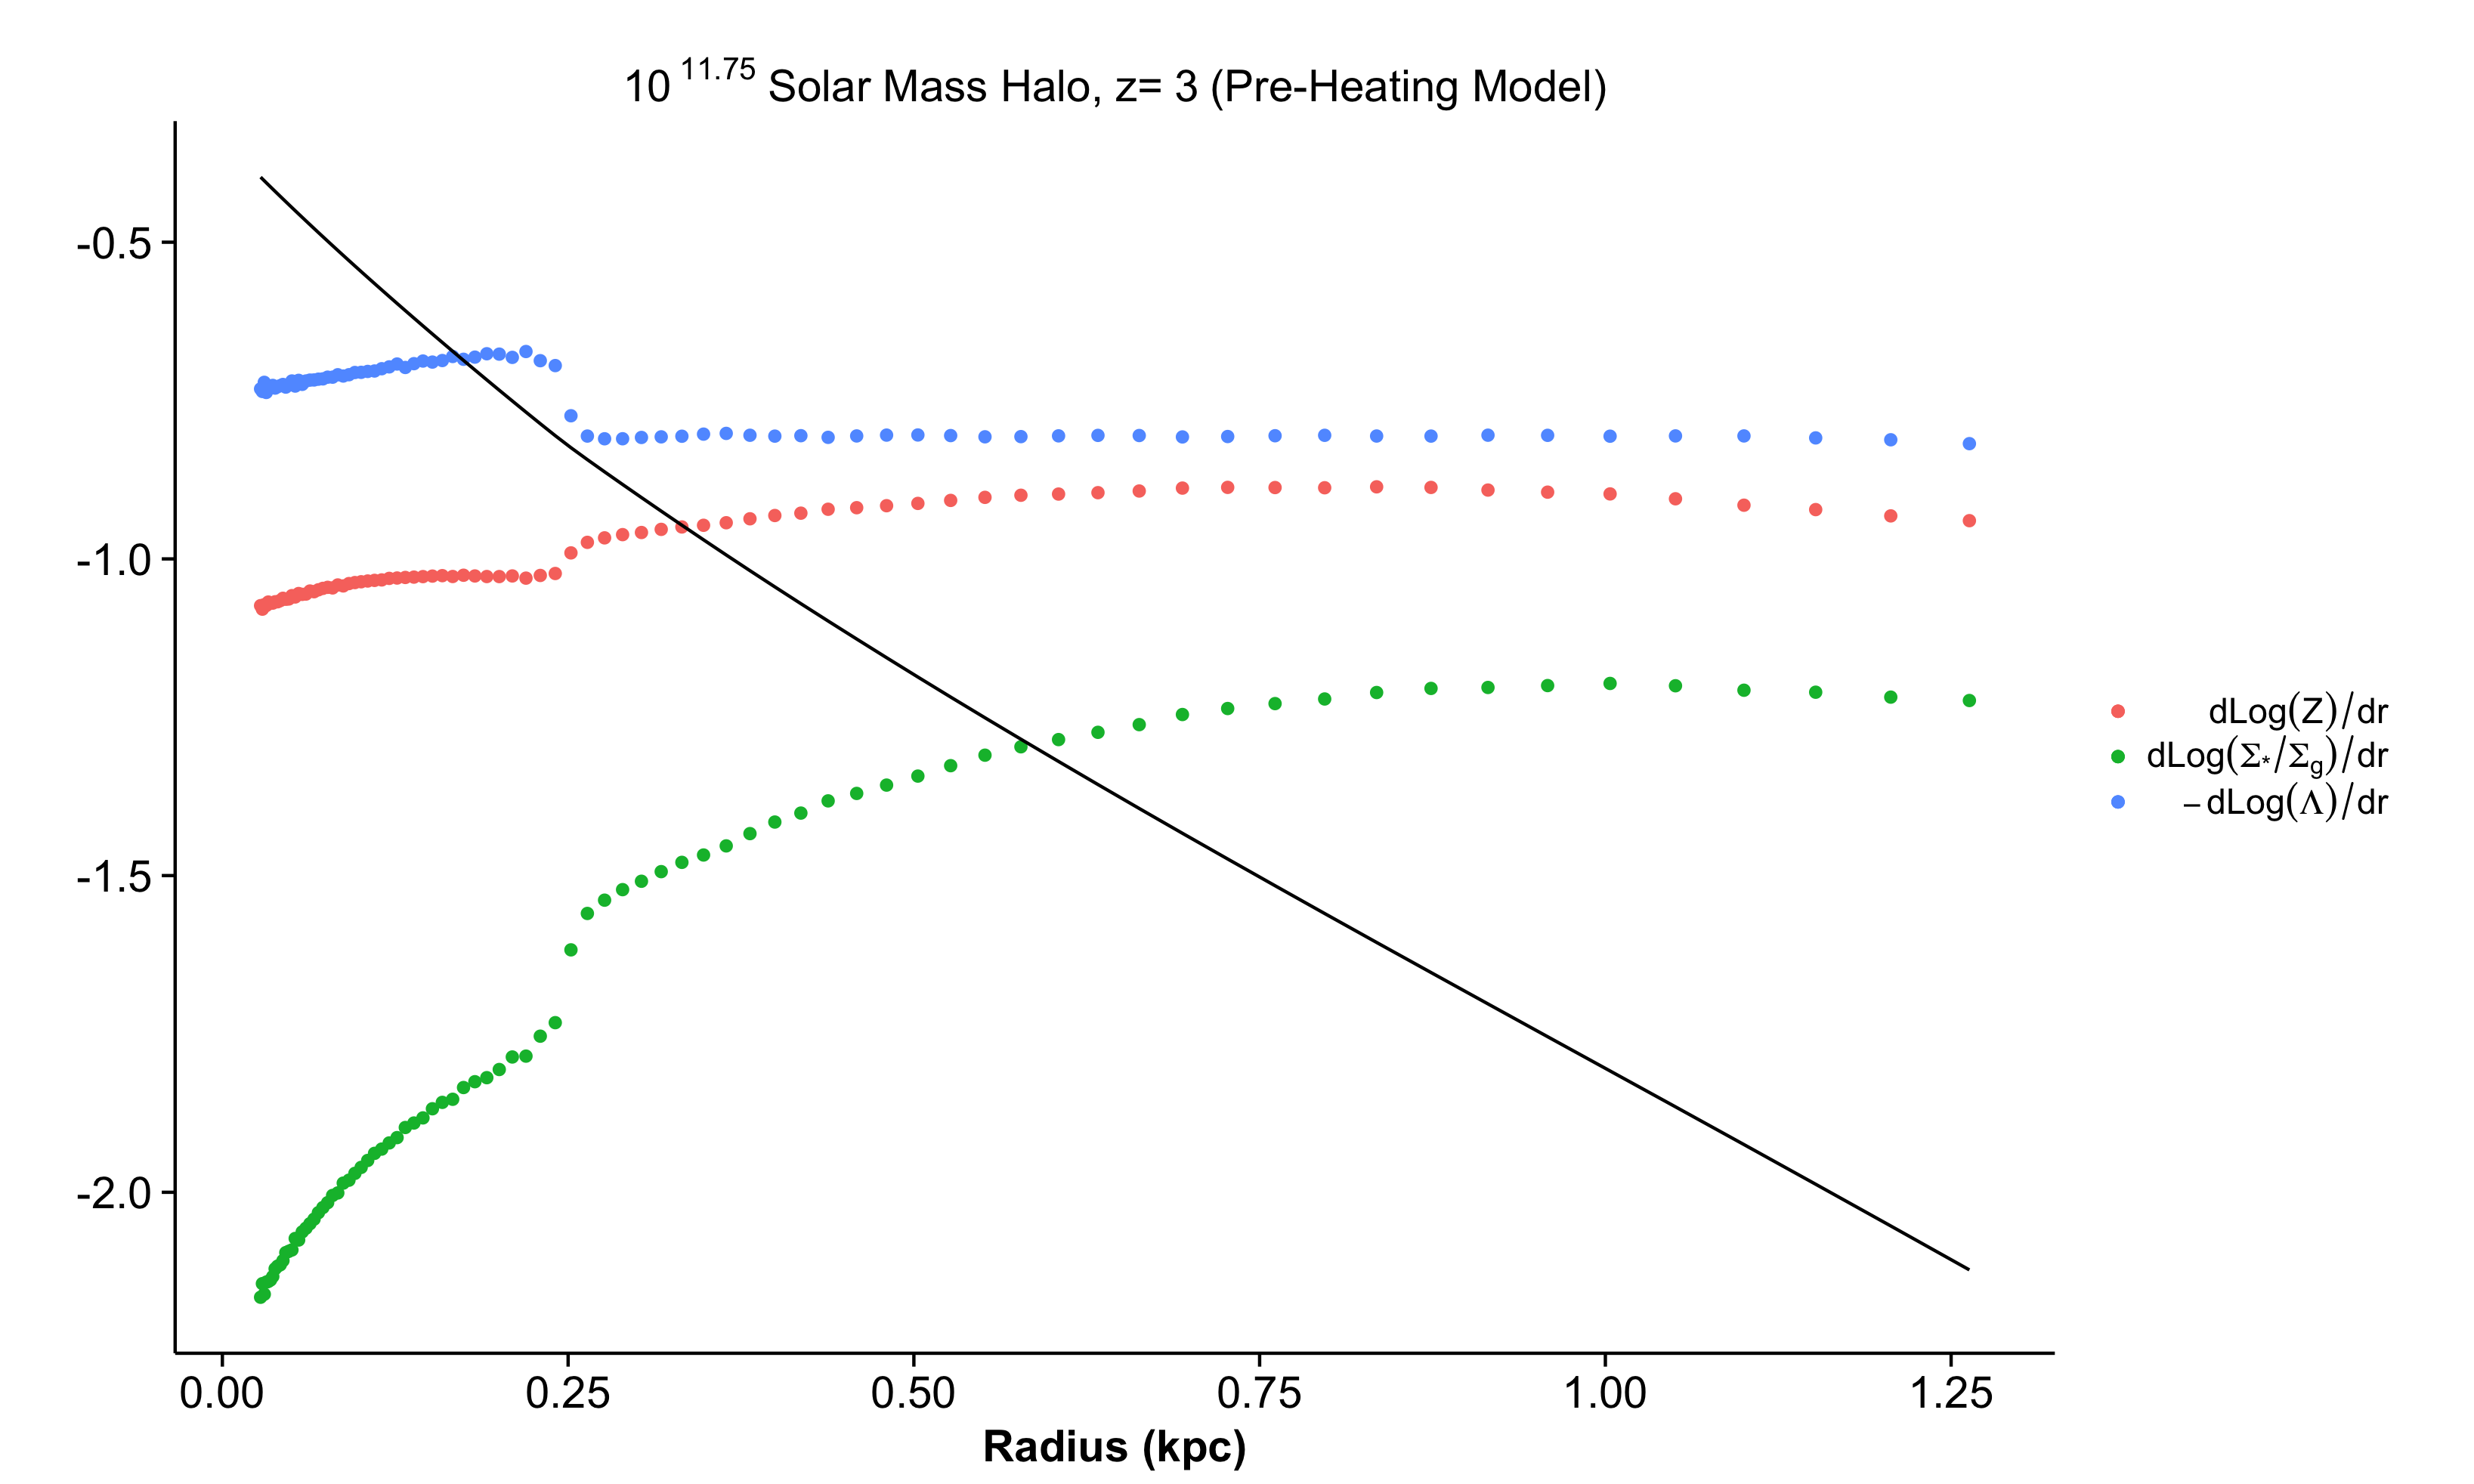 10 11.75 Solar Mass Halo, z= 3 (Pre-Heating Model)
-0.5
-1.0
-1.5
-2.0
0.00 0.25 0.50 0.75 1.00 1.25
Radius (kpc)
dLog(Z)/dr
dLog(Σ*/Σg)/dr
−dLog(Λ)/dr